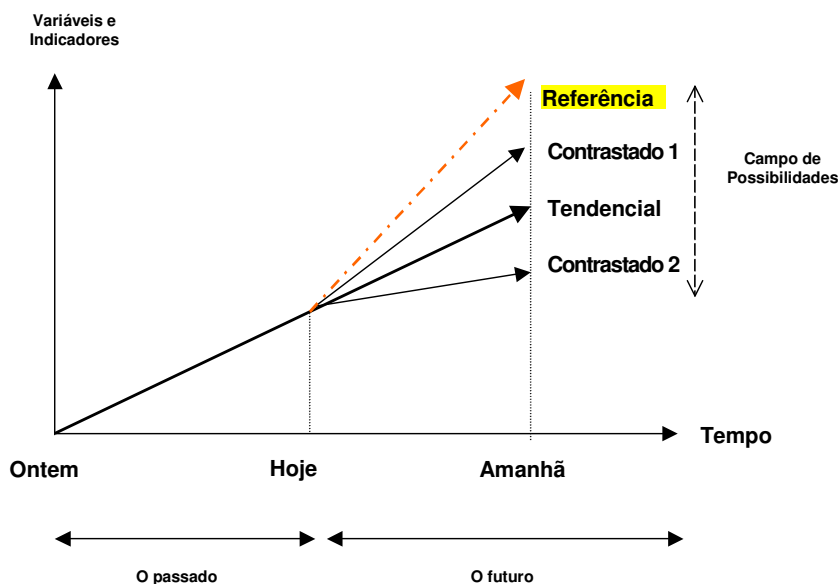 Variáveis e
Indicadores
Referência
Contrastado 1
Campo de
Possibilidades
Tendencial
Contrastado 2
Tempo
Ontem
Hoje
Amanhã
O passado
O futuro